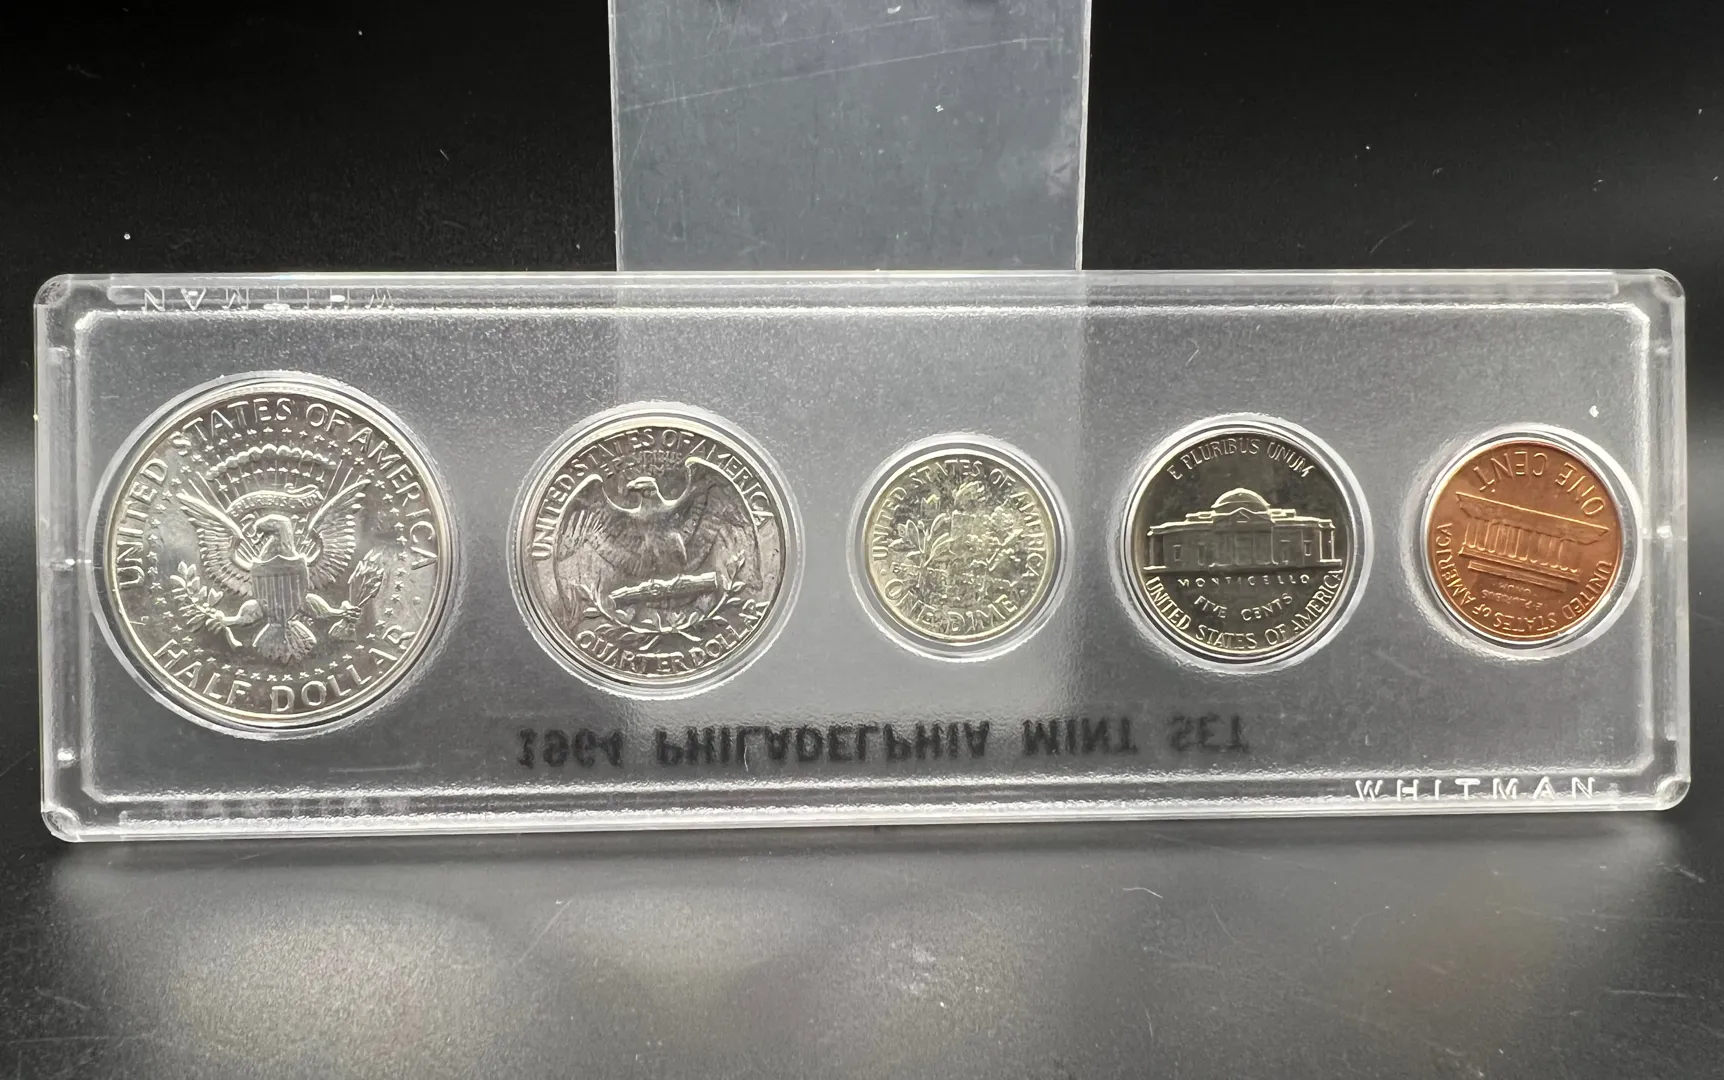 WHITMAN
UNITED STATES OF AMERICA
HALF DOLLAR
UNITED STATES OF AMERICA
E PLURIBUS UNUM
QUARTER DOLLAR
UNITED STATES OF AMERICA
ONE DIME
E PLURIBUS UNUM
MONTICELLO
FIVE CENTS
UNITED STATES OF AMERICA
ONE CENT
E PLURIBUS
UNUM
UNITED STATES OF AMERICA
1964 PHILADELPHIA MINT SET
WHITMAN